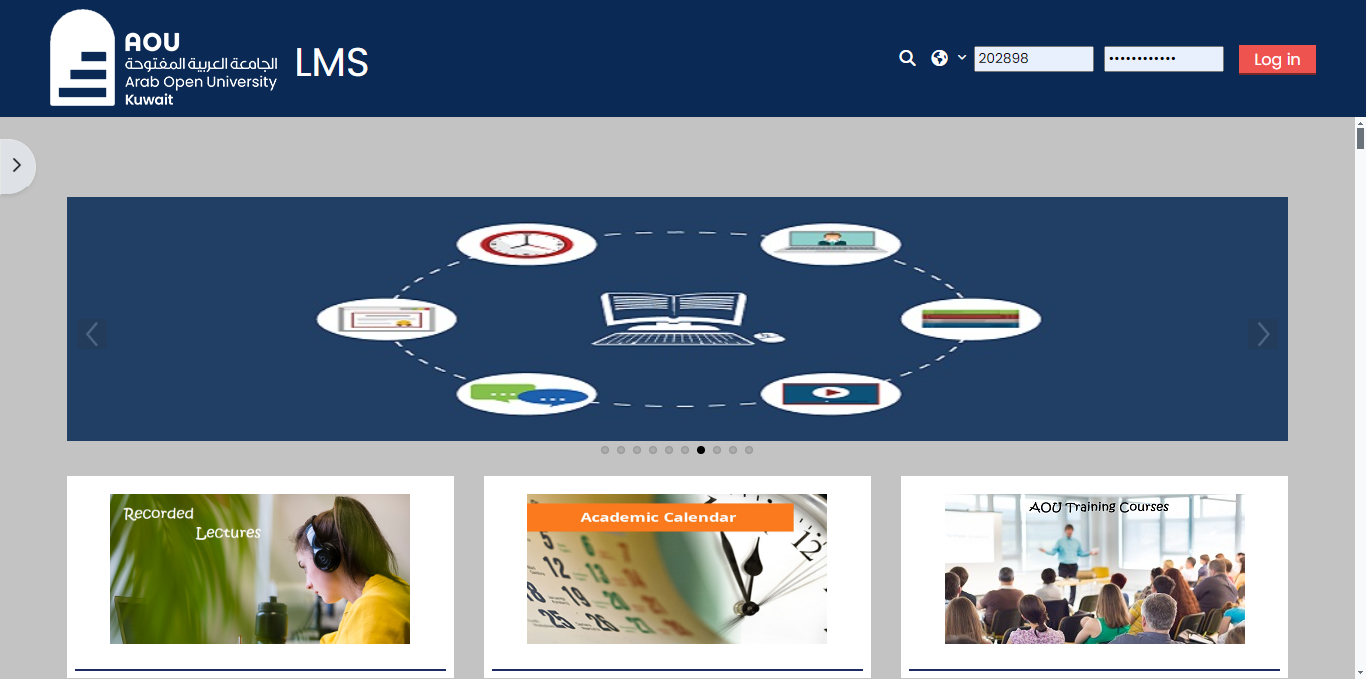 AOU
الجامعة العربية المفتوحة
Arab Open University
Kuwait
LMS
202898
••••••••••••
Log in
Recorded
Lectures
Academic Calendar
AOU Training Courses